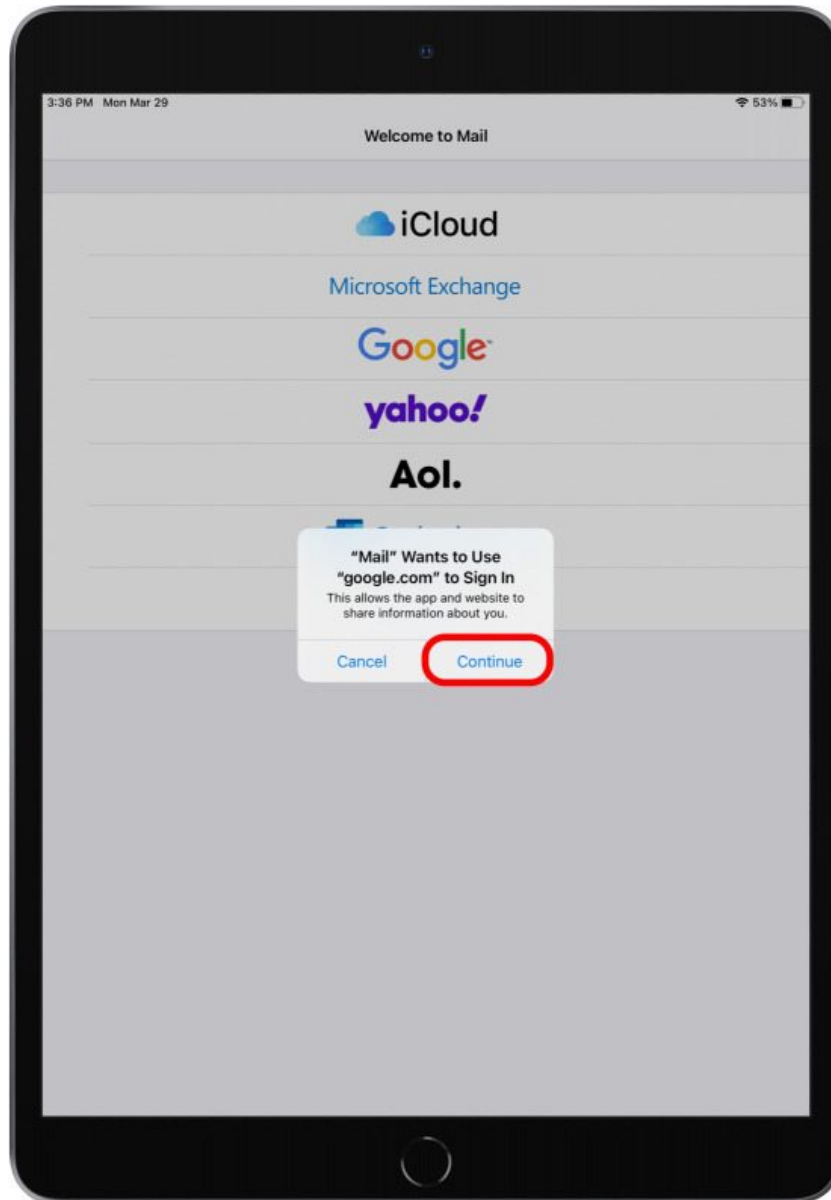 3:36 PM Mon Mar 29 53%
Welcome to Mail
iCloud
Microsoft Exchange
Google
yahoo!
Aol.
"Mail" Wants to Use
"google.com" to Sign In
This allows the app and website to
share information about you.
Cancel Continue